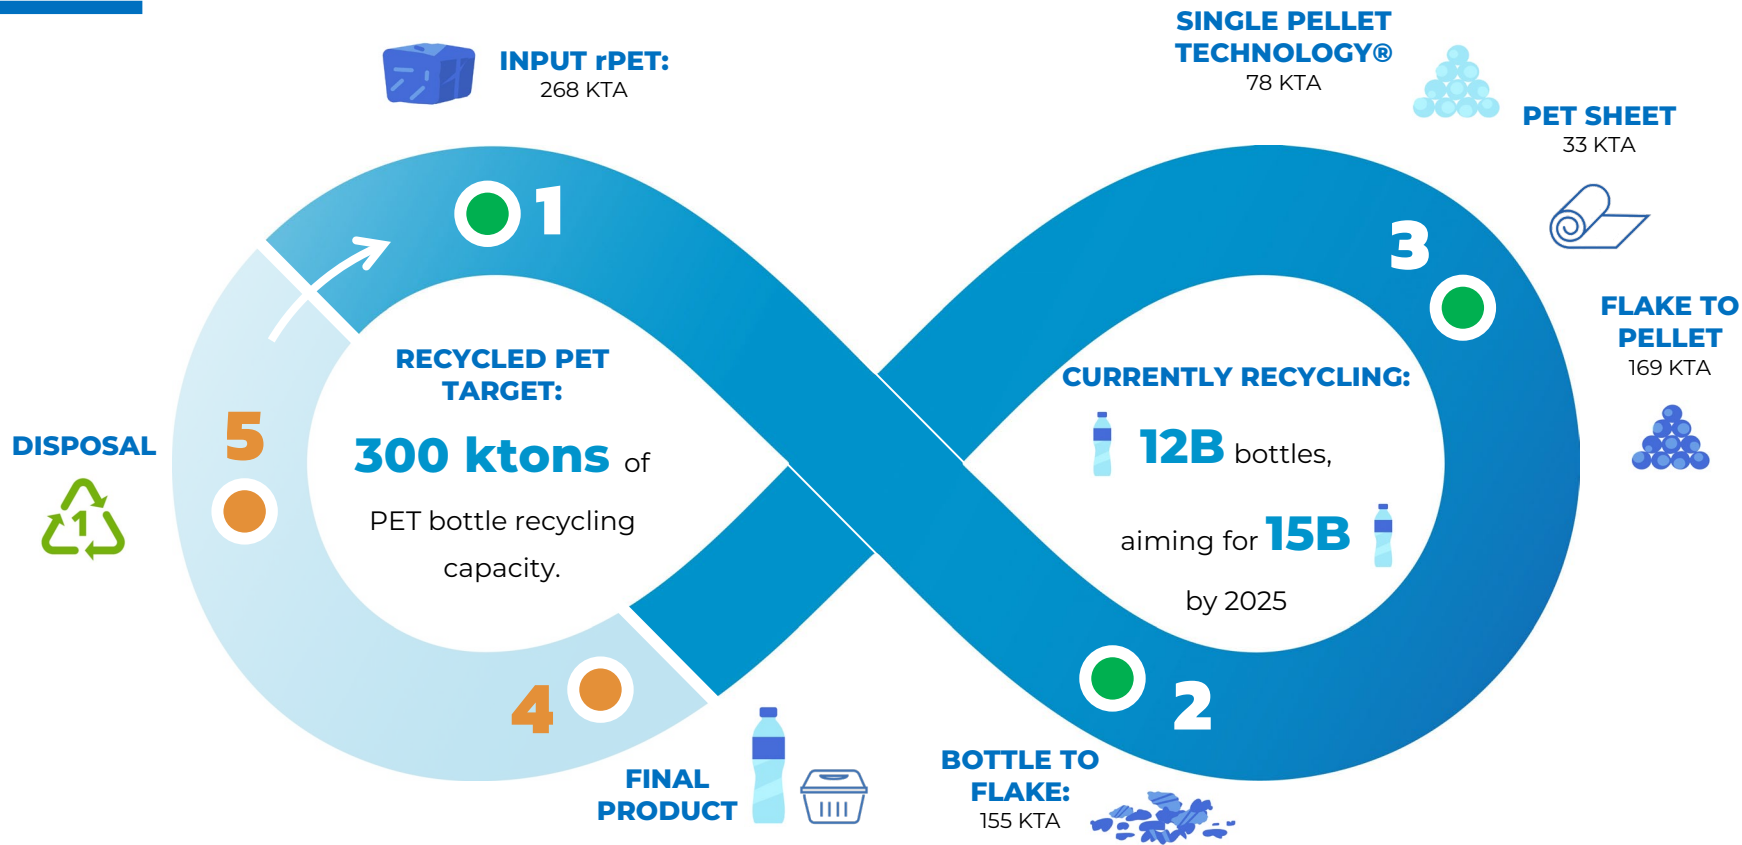 INPUT rPET:
268 KTA
SINGLE PELLET
TECHNOLOGY®
78 KTA
PET SHEET
33 KTA
1
3
FLAKE TO
PELLET
169 KTA
RECYCLED PET
TARGET:
300 ktons of
PET bottle recycling
capacity.
CURRENTLY RECYCLING:
12B bottles,
aiming for 15B
by 2025
5
DISPOSAL
1
4
2
FINAL
PRODUCT
BOTTLE TO
FLAKE:
155 KTA